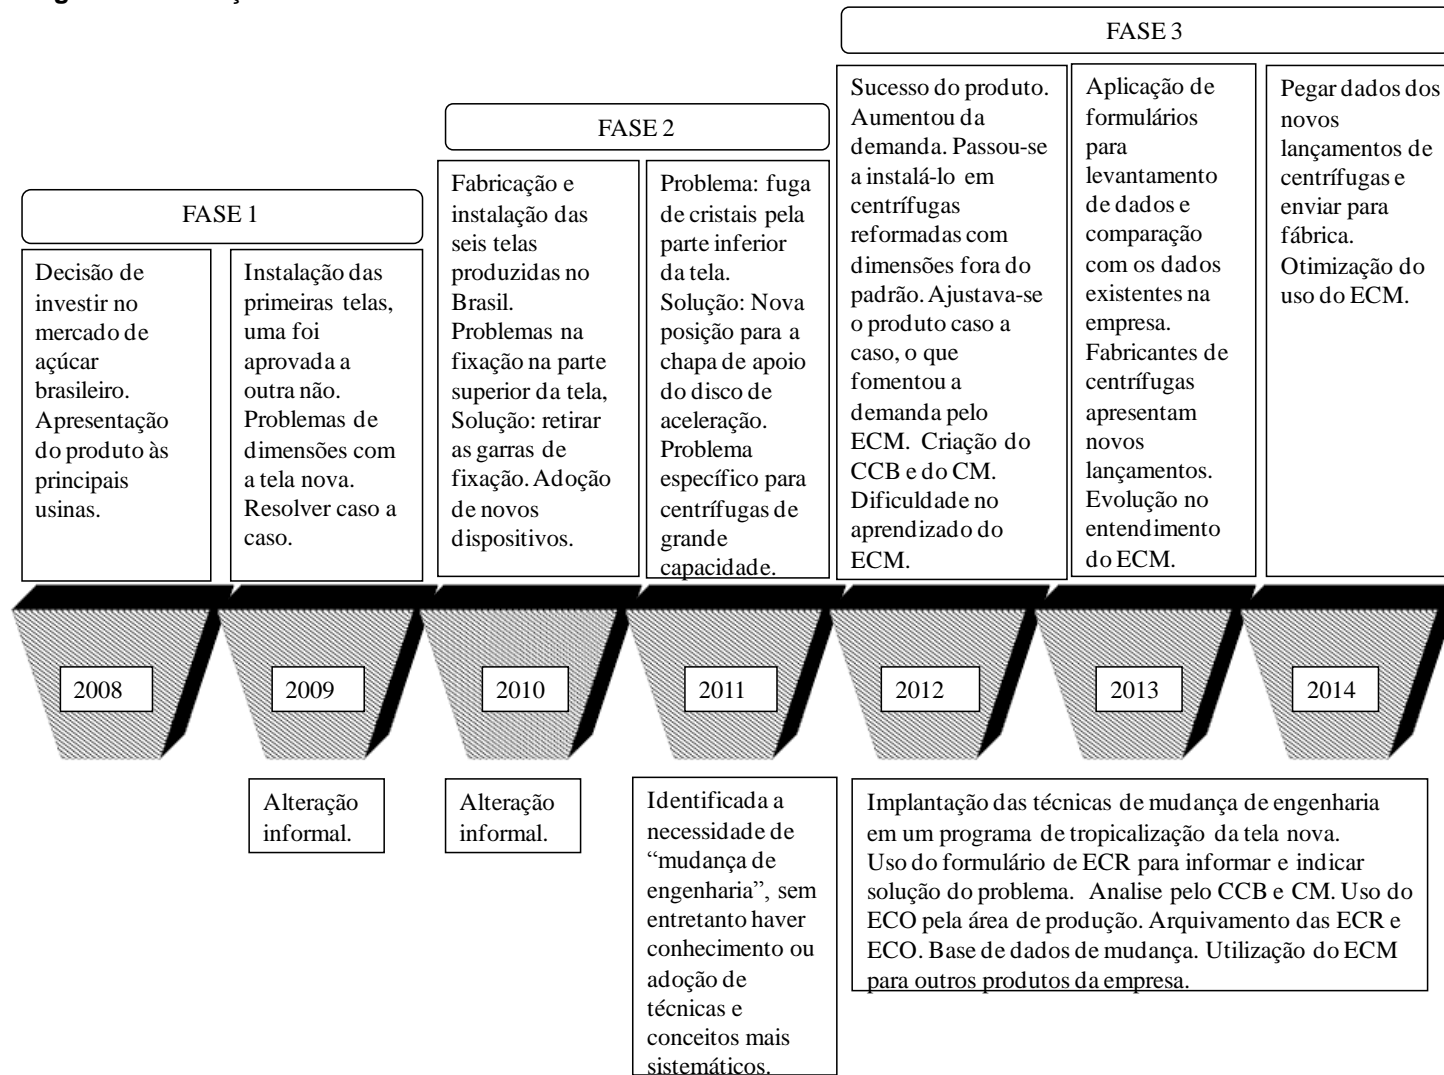 FASE 3
FASE 2
FASE 1
Decisão de
investir no
mercado de
açúcar
brasileiro.
Apresentação
do produto às
principais
usinas.
Instalação das
primeiras telas,
uma foi
aprovada a
outra não.
Problemas de
dimensões com
a tela nova.
Resolver caso a
caso.
Fabricação e
instalação das
seis telas
produzidas no
Brasil.
Problemas na
fixação na parte
superior da tela,
Solução: retirar
as garras de
fixação. Adoção
de novos
dispositivos.
Problema: fuga
de cristais pela
parte inferior
da tela.
Solução: Nova
posição para a
chapa de apoio
do disco de
aceleração.
Problema
específico para
centrífugas de
grande
capacidade.
Sucesso do produto.
Aumentou da
demanda. Passou-se
a instalá-lo em
centrífugas
reformadas com
dimensões fora do
padrão. Ajustava-se
o produto caso a
caso, o que
fomentou a
demanda pelo
ECM. Criação do
CCB e do CM.
Dificuldade no
aprendizado do
ECM.
Aplicação de
formulários
para
levantamento
de dados e
comparação
com os dados
existentes na
empresa.
Fabricantes de
centrífugas
apresentam
novos
lançamentos.
Evolução no
entendimento
do ECM.
Pegar dados dos
novos
lançamentos de
centrífugas e
enviar para
fábrica.
Otimização do
uso do ECM.
2008
2009
2010
2011
2012
2013
2014
Alteração
informal.
Alteração
informal.
Identificada a
necessidade de
“mudança de
engenharia”, sem
entretanto haver
conhecimento ou
adoção de
técnicas e
conceitos mais
sistemáticos.
Implantação das técnicas de mudança de engenharia
em um programa de tropicalização da tela nova.
Uso do formulário de ECR para informar e indicar
solução do problema. Analise pelo CCB e CM. Uso do
ECO pela área de produção. Arquivamento das ECR e
ECO. Base de dados de mudança. Utilização do ECM
para outros produtos da empresa.